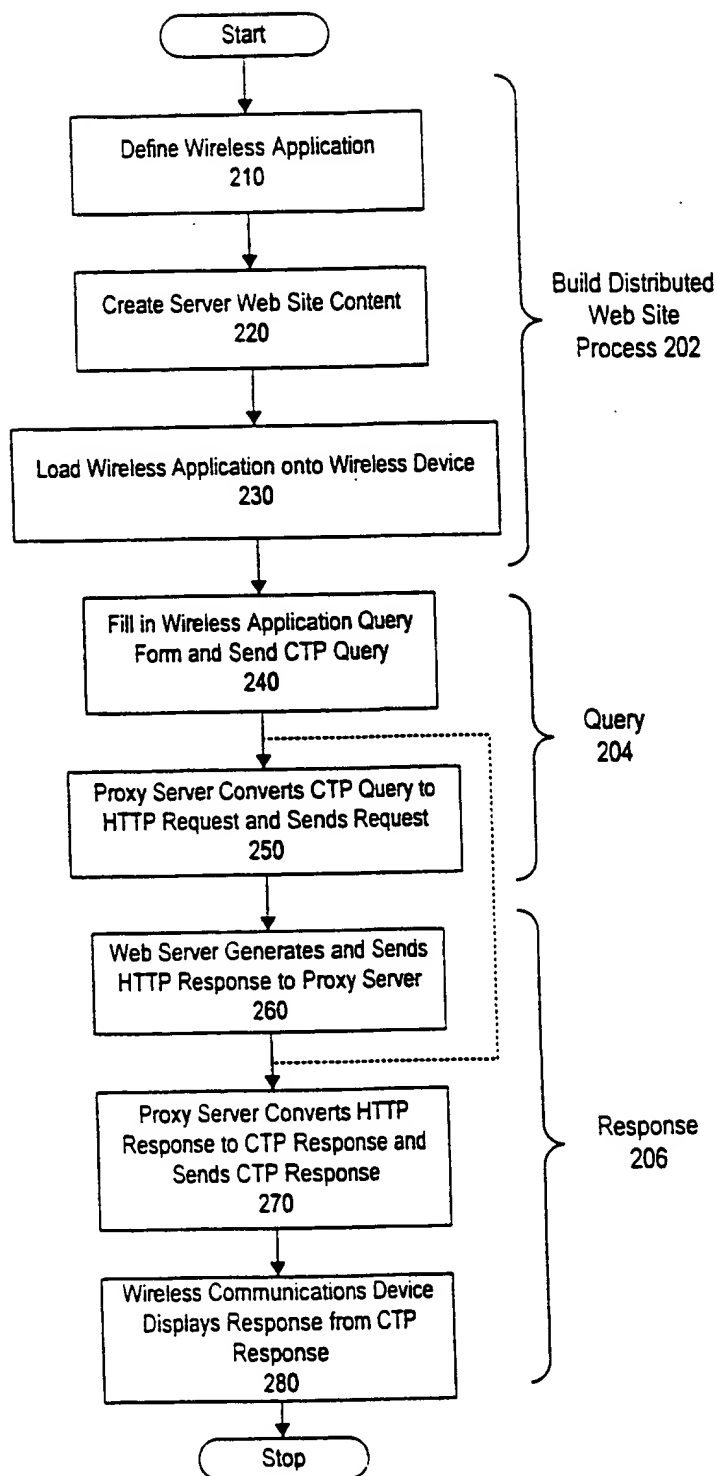 Start
Define Wireless Application
210
Create Server Web Site Content
220
Load Wireless Application onto Wireless Device
230
Build Distributed
Web Site
Process 202
Fill in Wireless Application Query
Form and Send CTP Query
240
Proxy Server Converts CTP Query to
HTTP Request and Sends Request
250
Query
204
Web Server Generates and Sends
HTTP Response to Proxy Server
260
Proxy Server Converts HTTP
Response to CTP Response and
Sends CTP Response
270
Wireless Communications Device
Displays Response from CTP
Response
280
Response
206
Stop